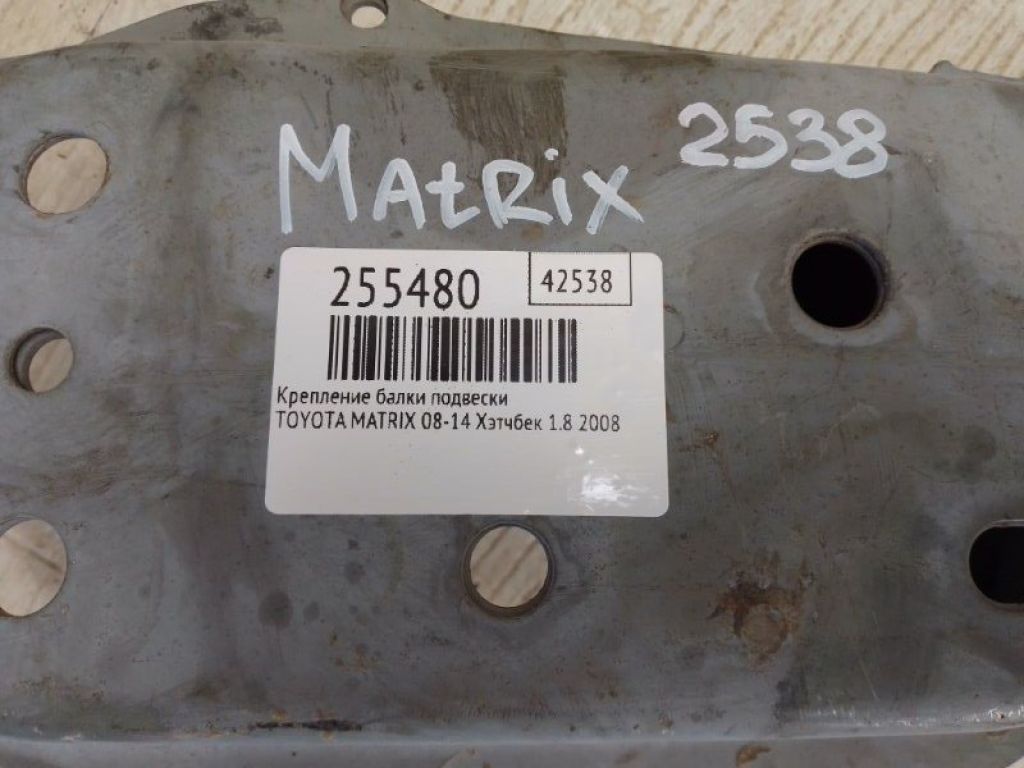 MAtRix 2538
255480 42538
Крепление балки подвески
TOYOTA MATRIX 08-14 Хэтчбек 1.8 2008